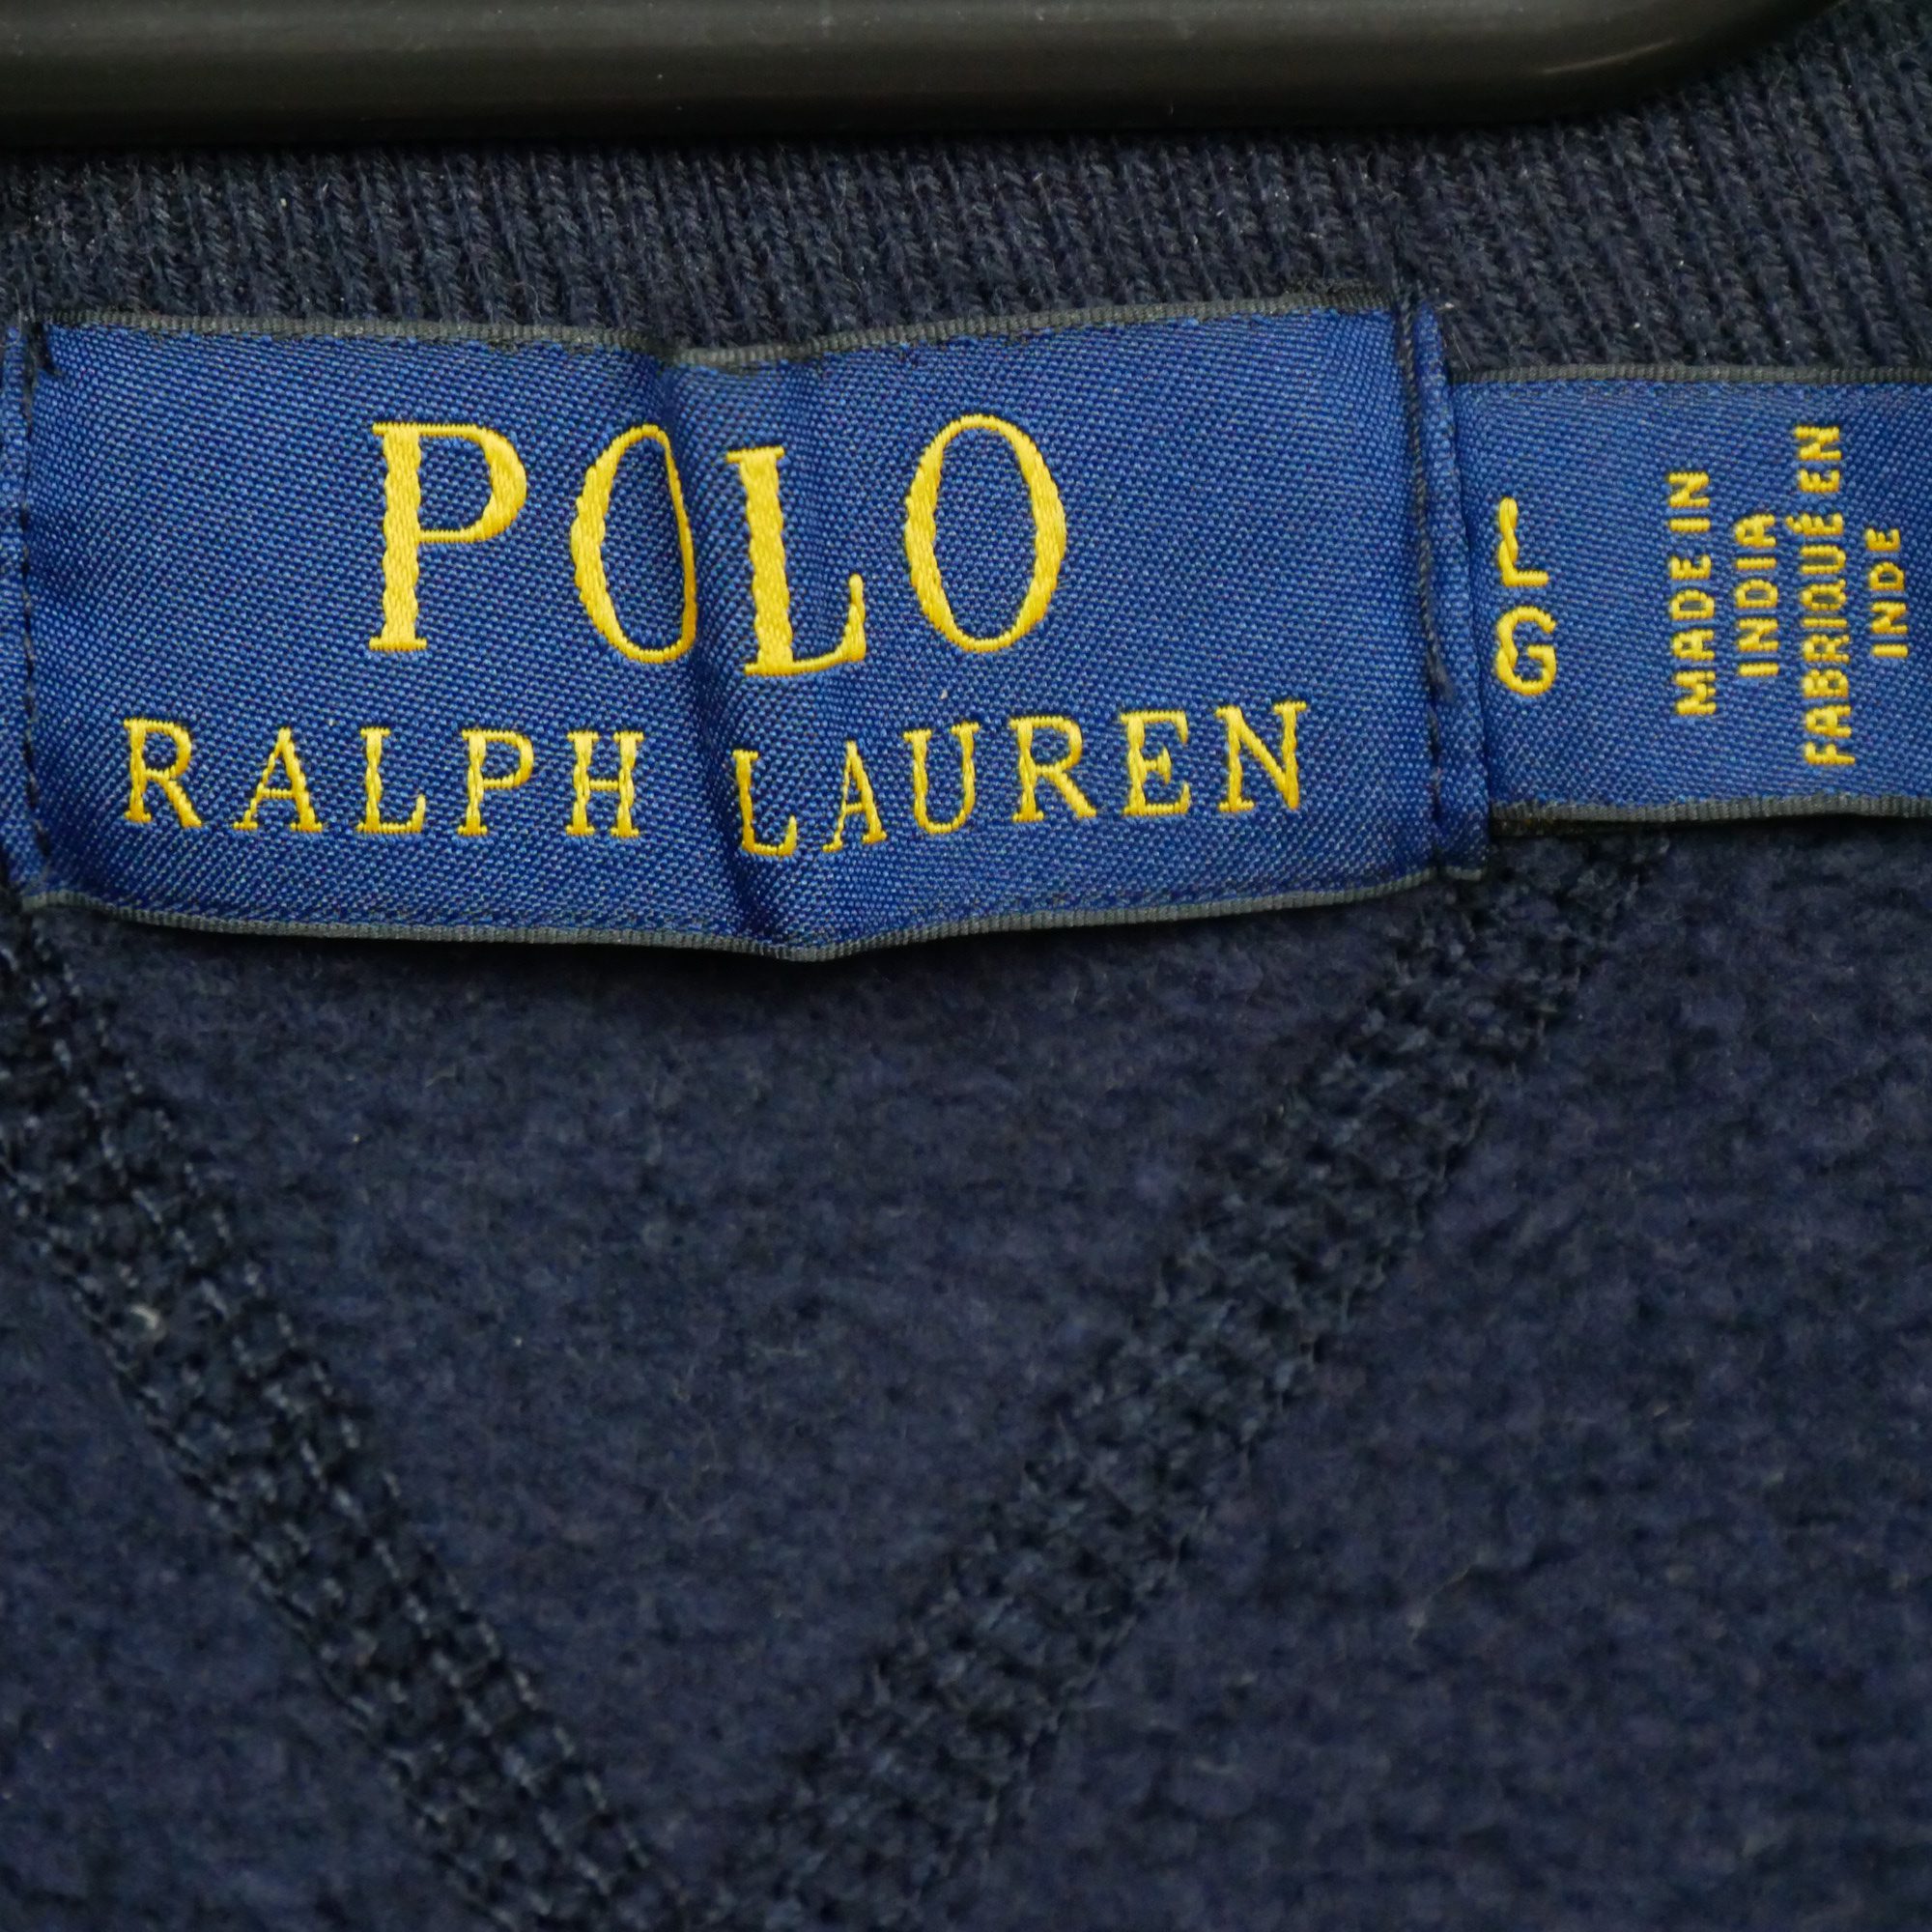 POLO
RALPH LAUREN
L
G
MADE IN
INDIA
FABRIQUÉ EN
INDE